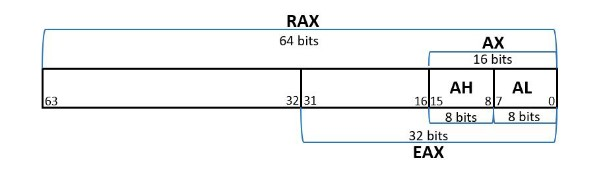 RAX
64 bits
AX
16 bits
AH AL
63 32 31 16 15 8 7 0
8 bits 8 bits
32 bits
EAX